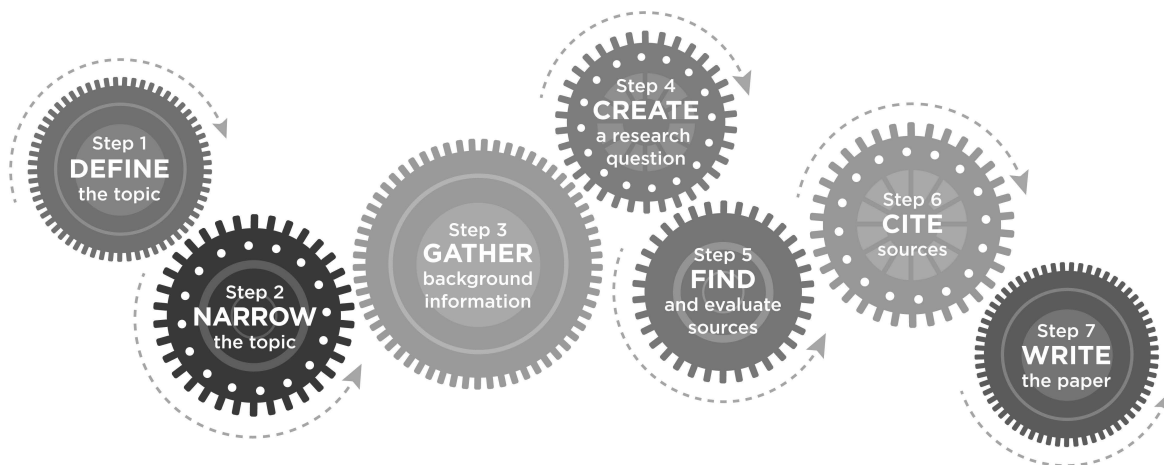 Step 1
DEFINE
the topic
Step 2
NARROW
the topic
Step 3
GATHER
background
information
Step 4
CREATE
a research
question
Step 5
FIND
and evaluate
sources
Step 6
CITE
sources
Step 7
WRITE
the paper